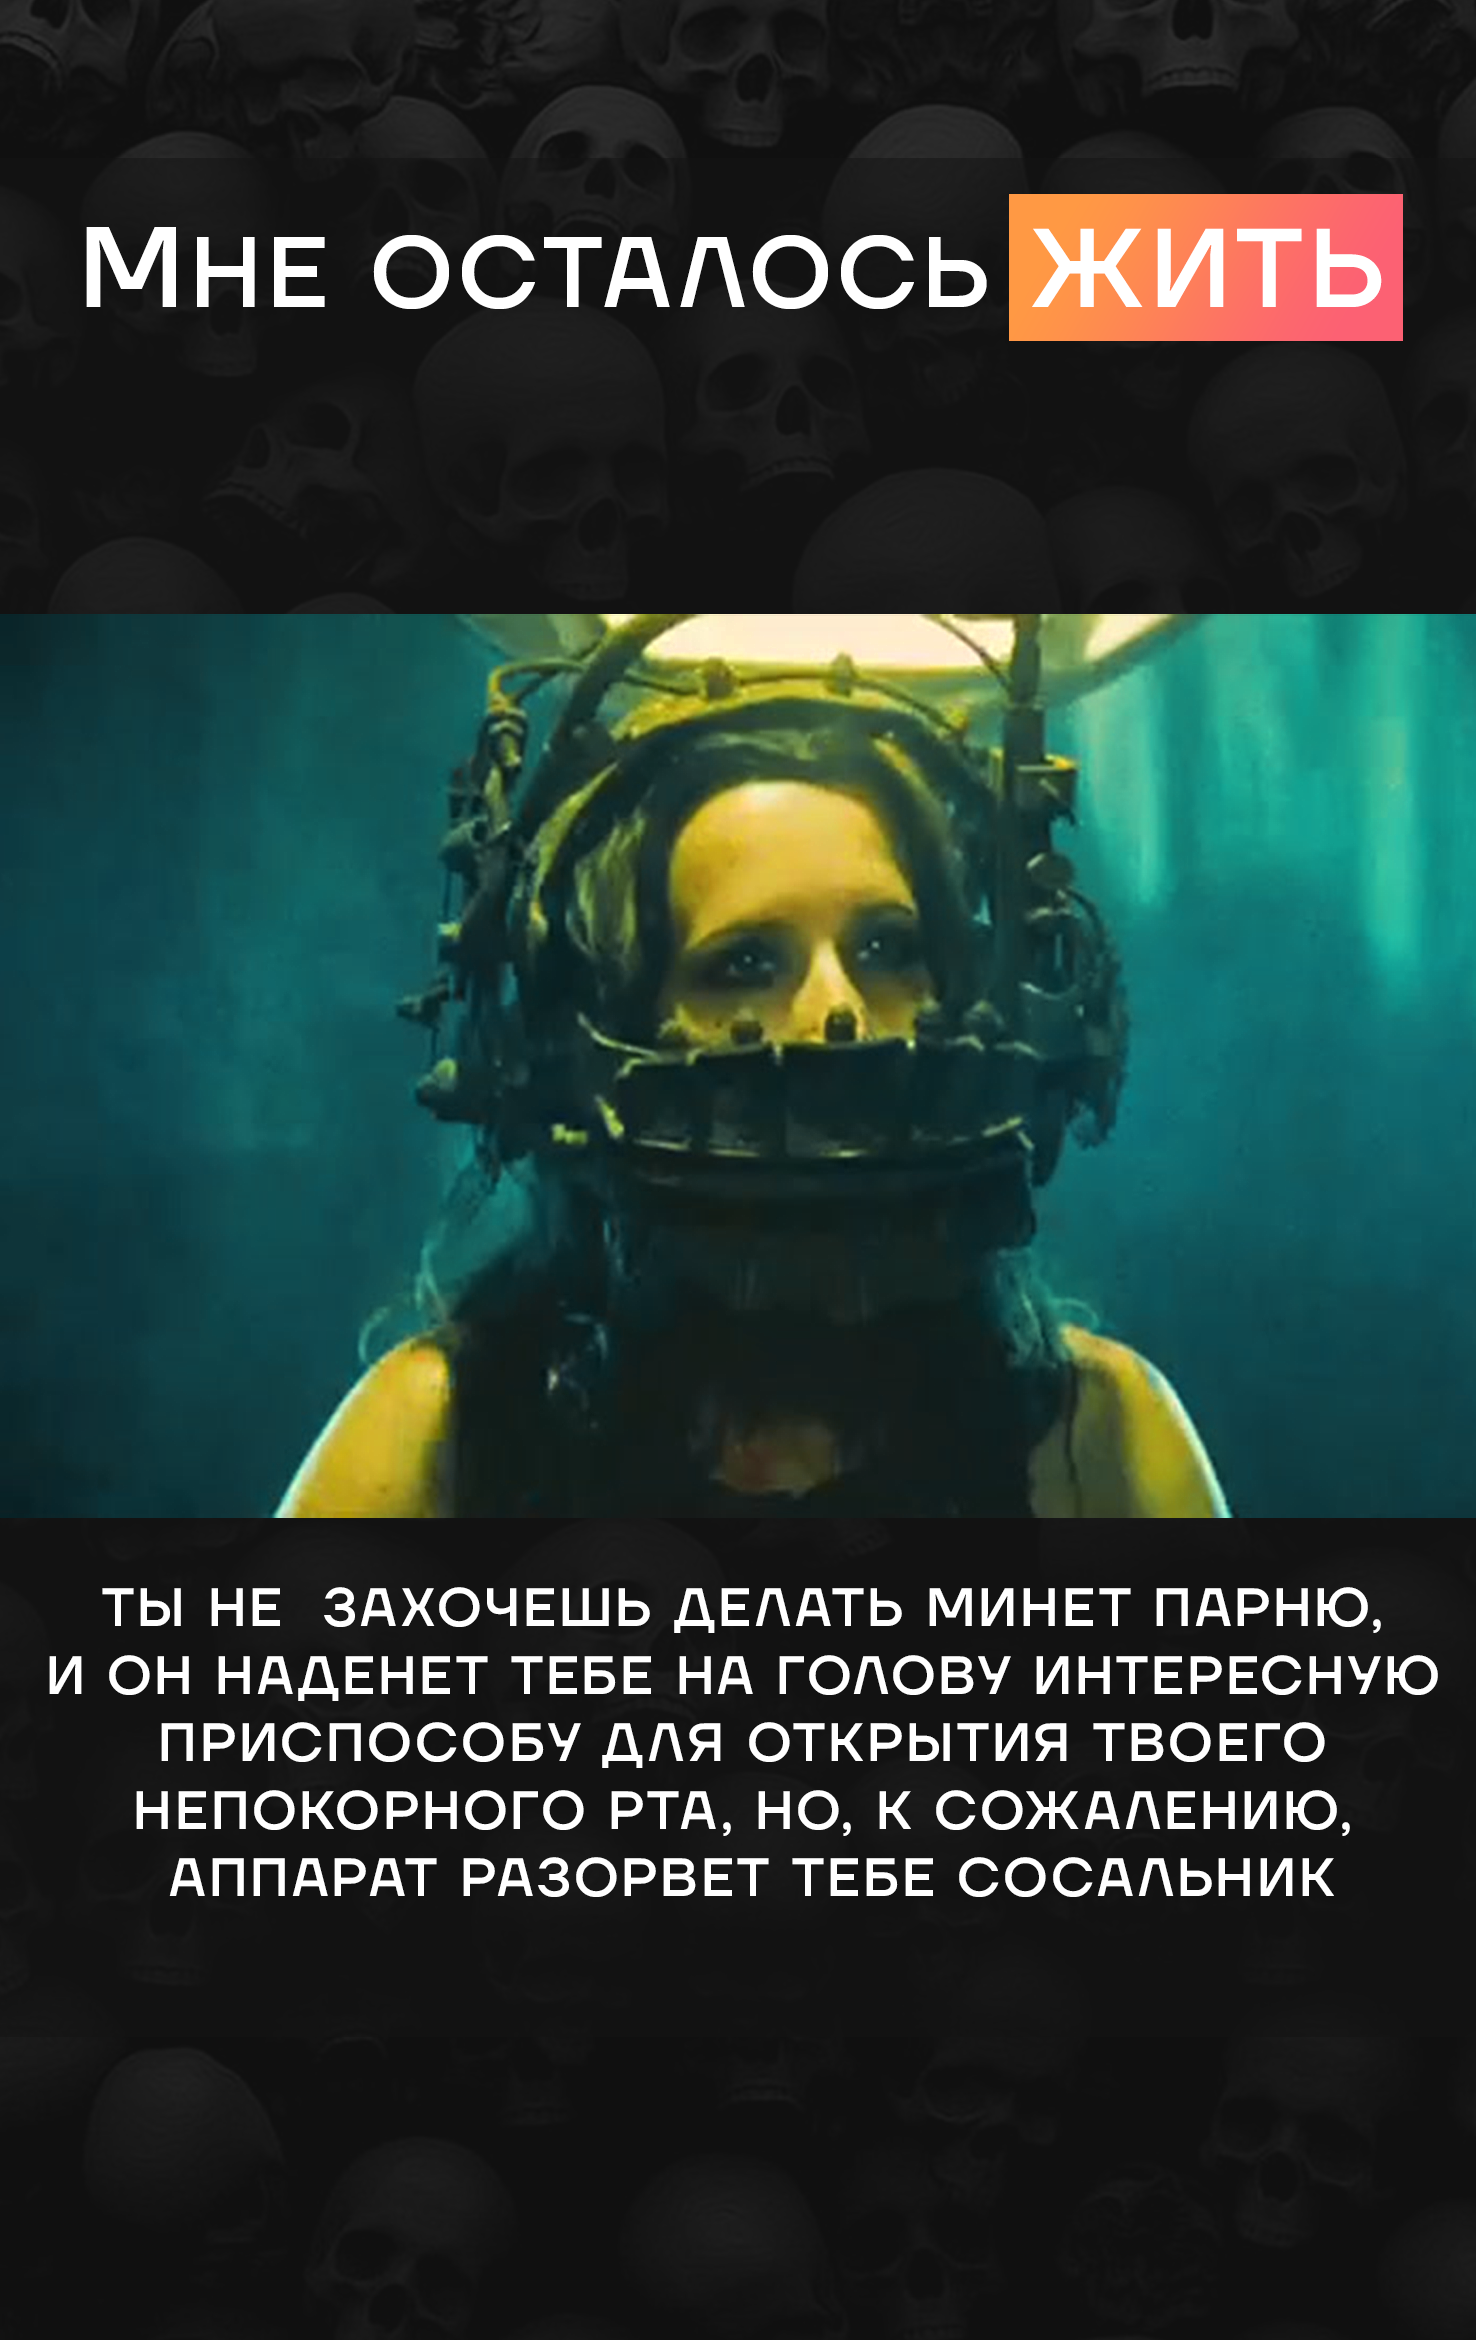 Мне осталось жить
ты не захочешь делать минет парню,
и он наденет тебе на голову интересную
приспособу для открытия твоего
непокорного рта, но, к сожалению,
аппарат разорвет тебе сосальник